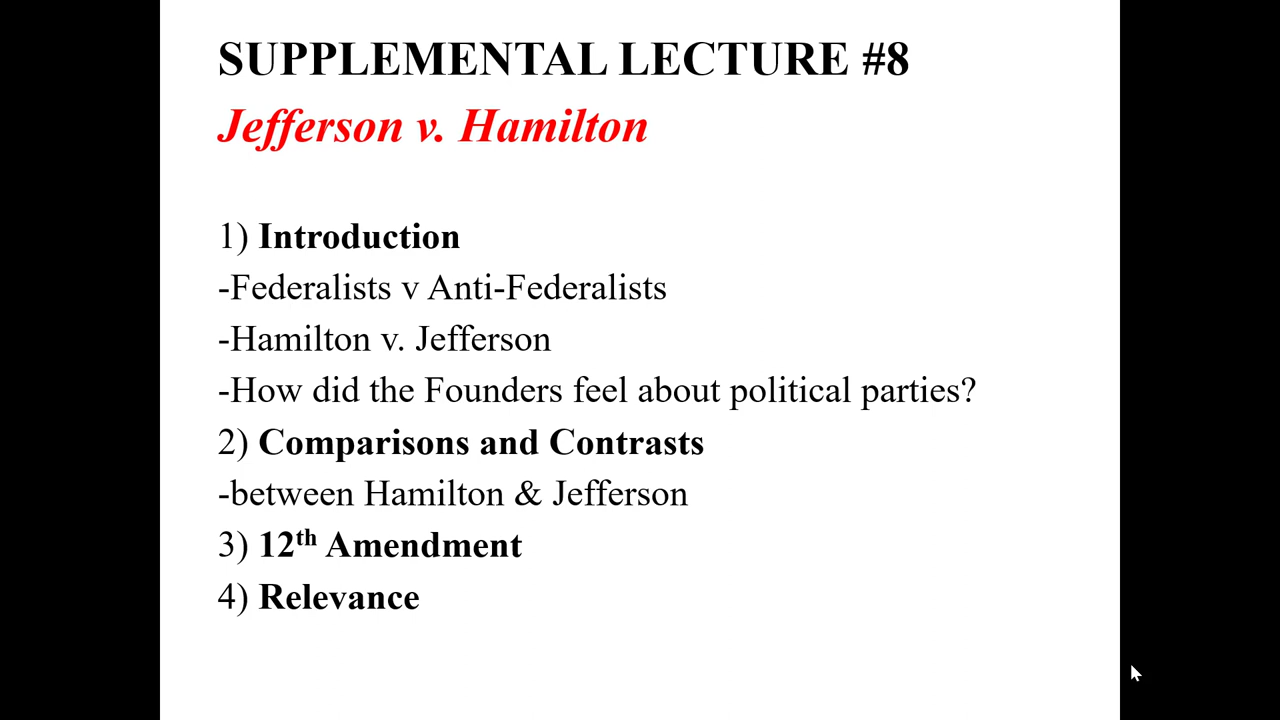 SUPPLEMENTAL LECTURE #8
Jefferson v. Hamilton
1) Introduction
-Federalists v Anti-Federalists
-Hamilton v. Jefferson
-How did the Founders feel about political parties?
2) Comparisons and Contrasts
-between Hamilton & Jefferson
3) 12th Amendment
4) Relevance